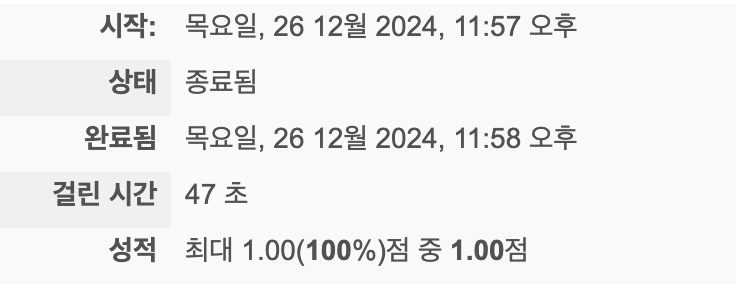 시작: 목요일, 26 12월 2024, 11:57 오후
상태 종료됨
완료됨 목요일, 26 12월 2024, 11:58 오후
걸린 시간 47 초
성적 최대 1.00(100%)점 중 1.00점